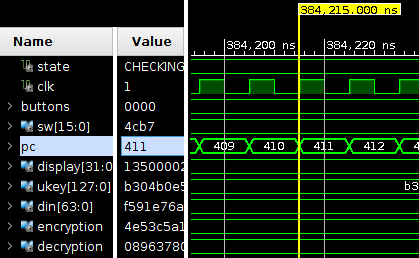 384,215.000 ns
Name Value 384,200 ns 384,220 ns
state CHECKING
clk 1
buttons 0000
sw[15:0] 4cb7
pc 411 409 410 411 412
display[31:0 13500002
ukey[127:0] b304b0e5 b3
din[63:0] f591e76a
encryption 4e53c5a1
decryption 08963780